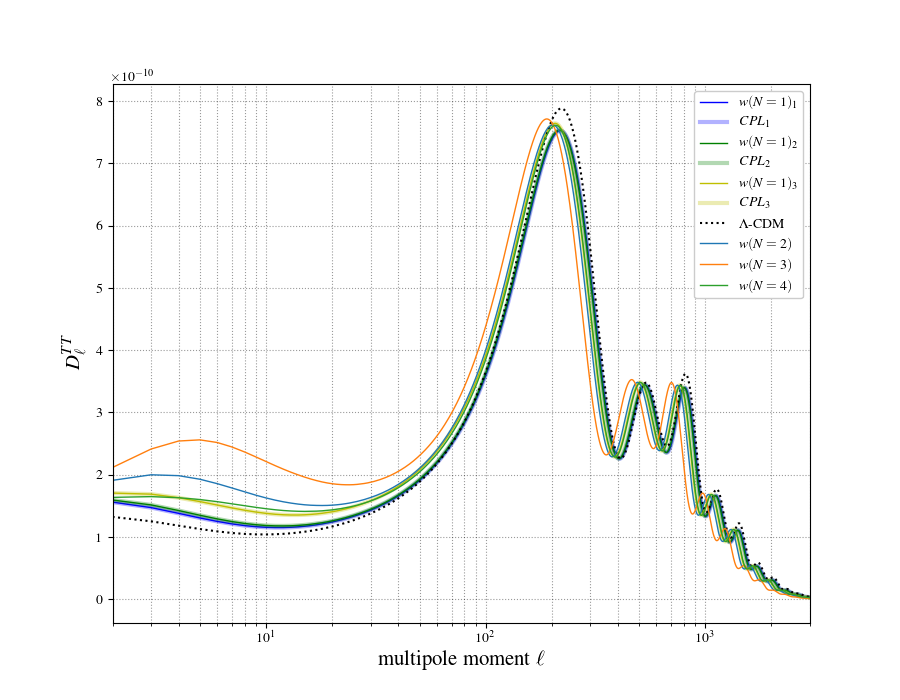 ×10⁻¹⁰
8
7
6
5
4
3
2
1
0
D_ℓ^{TT}
10¹
10²
10³
multipole moment ℓ
w(N = 1)₁
CPL₁
w(N = 1)₂
CPL₂
w(N = 1)₃
CPL₃
Λ-CDM
w(N = 2)
w(N = 3)
w(N = 4)